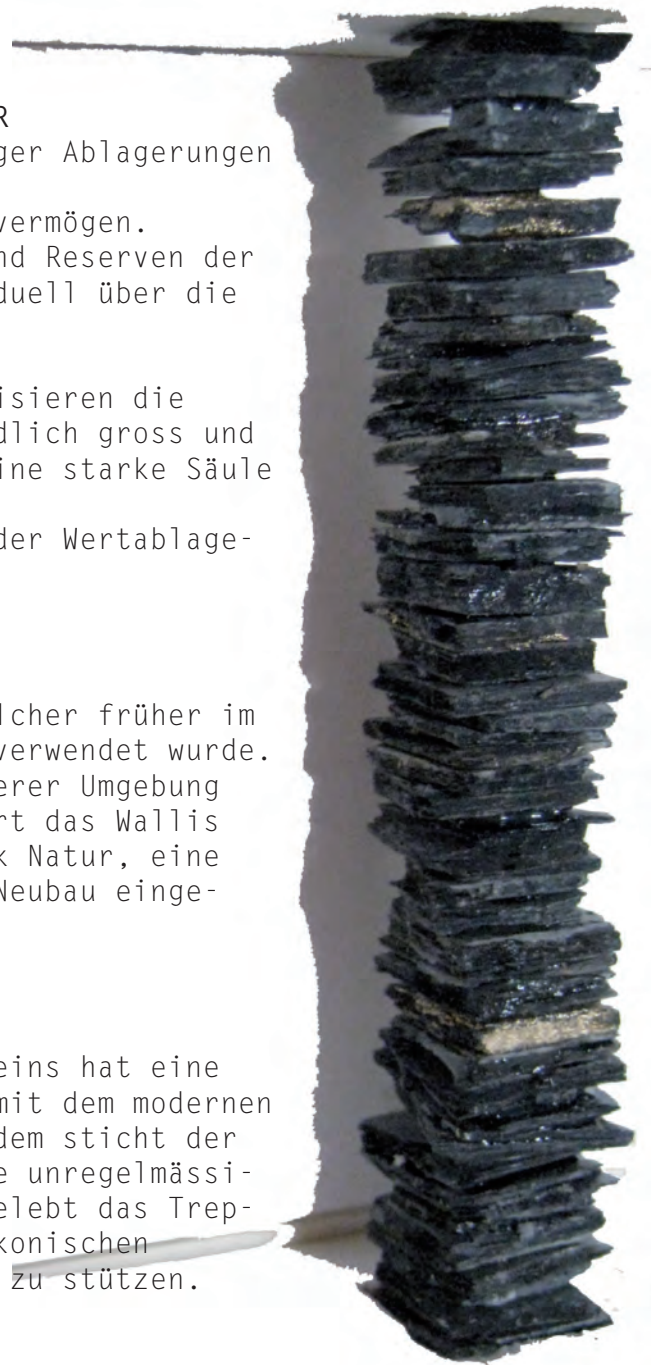 R
ger Ablagerungen
vermögen.
nd Reserven der
duell über die
isieren die
dlich gross und
ine starke Säule
der Wertablage-
lcher früher im
verwendet wurde.
erer Umgebung
rt das Wallis
k Natur, eine
Neubau einge-
eins hat eine
mit dem modernen
dem sticht der
e unregelmässi-
elebt das Trep-
konischen
zu stützen.